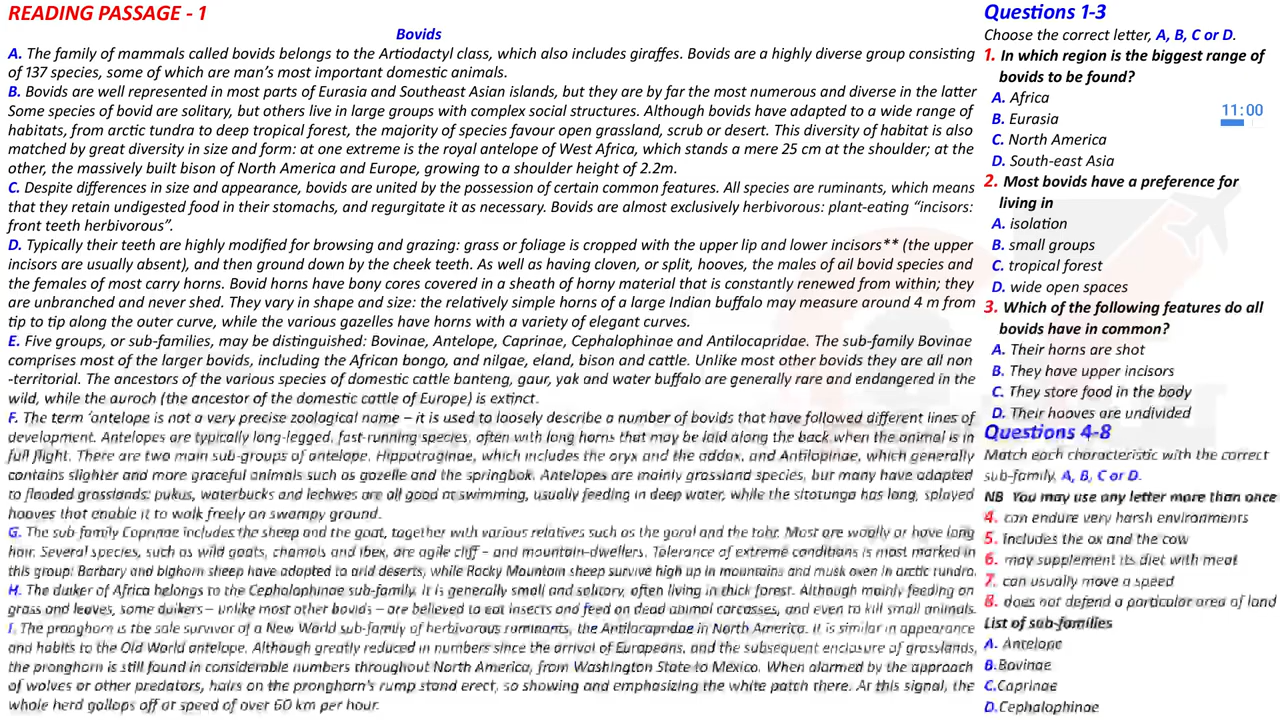 READING PASSAGE - 1
Bovids
A. The family of mammals called bovids belongs to the Artiodactyl class, which also includes giraffes. Bovids are a highly diverse group consisting
of 137 species, some of which are man's most important domestic animals.
B. Bovids are well represented in most parts of Eurasia and Southeast Asian islands, but they are by far the most numerous and diverse in the latter
Some species of bovid are solitary, but others live in large groups with complex social structures. Although bovids have adapted to a wide range of
habitats, from arctic tundra to deep tropical forest, the majority of species favour open grassland, scrub or desert. This diversity of habitat is also
matched by great diversity in size and form: at one extreme is the royal antelope of West Africa, which stands a mere 25 cm at the shoulder; at the
other, the massively built bison of North America and Europe, growing to a shoulder height of 2.2m.
C. Despite differences in size and appearance, bovids are united by the possession of certain common features. All species are ruminants, which means
that they retain undigested food in their stomachs, and regurgitate it as necessary. Bovids are almost exclusively herbivorous: plant-eating "incisors:
front teeth herbivorous".
D. Typically their teeth are highly modified for browsing and grazing: grass or foliage is cropped with the upper lip and lower incisors** (the upper
incisors are usually absent), and then ground down by the cheek teeth. As well as having cloven, or split, hooves, the males of ail bovid species and
the females of most carry horns. Bovid horns have bony cores covered in a sheath of horny material that is constantly renewed from within; they
are unbranched and never shed. They vary in shape and size: the relatively simple horns of a large Indian buffalo may measure around 4 m from
tip to tip along the outer curve, while the various gazelles have horns with a variety of elegant curves.
E. Five groups, or sub-families, may be distinguished: Bovinae, Antelope, Caprinae, Cephalophinae and Antilocapridae. The sub-family Bovinae
comprises most of the larger bovids, including the African bongo, and nilgae, eland, bison and cattle. Unlike most other bovids they are all non
-territorial. The ancestors of the various species of domestic cattle banteng, gaur, yak and water buffalo are generally rare and endangered in the
wild, while the auroch (the ancestor of the domestic cattle of Europe) is extinct.
F. The term 'antelope is not a very precise zoological name – it is used to loosely describe a number of bovids that have followed different lines of
development. Antelopes are typically long-legged, fast-running species, often with long horns that may be laid along the back when the animal is in
full flight. There are two main sub-groups of antelope. Hippotraginae, which includes the oryx and the addax, and Antilopinae, which generally
contains slighter and more graceful animals such as gazelle and the springbok. Antelopes are mainly grassland species, but many have adapted
to flooded grasslands: pukus, waterbucks and lechwes are all good at swimming, usually feeding in deep water, while the sitatunga has long, splayed
hooves that enable it to walk freely on swampy ground.
G. The sub family Caprinae includes the sheep and the goat, together with various relatives such as the goral and the tahr. Most are woolly or have long
hair. Several species, such as wild goats, chamois and ibex, are agile cliff – and mountain-dwellers. Tolerance of extreme conditions is most marked in
this group: Barbary and bighorn sheep have adapted to arid deserts, while Rocky Mountain sheep survive high up in mountains and musk oxen in arctic tundra.
H. The duiker of Africa belongs to the Cephalophinae sub-family. It is generally small and solitary, often living in thick forest. Although mainly feeding on
grass and leaves, some duikers – unlike most other bovids – are believed to eat insects and feed on dead animal carcasses, and even to kill small animals.
I. The pronghorn is the sole survivor of a New World sub-family of herbivorous ruminants, the Antilocapridae in North America. It is similar in appearance
and habits to the Old World antelope. Although greatly reduced in numbers since the arrival of Europeans, and the subsequent enclosure of grasslands,
the pronghorn is still found in considerable numbers throughout North America, from Washington State to México. When alarmed by the approach
of wolves or other predators, hairs on the pronghorn's rump stand erect, so showing and emphasizing the white patch there. At this signal, the
whole herd gallops off at speed of over 60 km per hour.
Questions 1-3
Choose the correct letter, A, B, C or D.
1. In which region is the biggest range of
bovids to be found?
A. Africa
B. Eurasia
C. North America
D. South-east Asia
11:00
2. Most bovids have a preference for
living in
A. isolation
B. small groups
C. tropical forest
D. wide open spaces
3. Which of the following features do all
bovids have in common?
A. Their horns are shot
B. They have upper incisors
C. They store food in the body
D. Their hooves are undivided
Questions 4-8
Match each characteristic with the correct
sub-family, A, B, C or D.
NB You may use any letter more than once
4. can endure very harsh environments
5. includes the ox and the cow
6. may supplement its diet with meat
7. can usually move a speed
8. does not defend a particular area of land
List of sub-families
A. Antelope
B.Bovinae
C.Caprinae
D.Cephalophinae